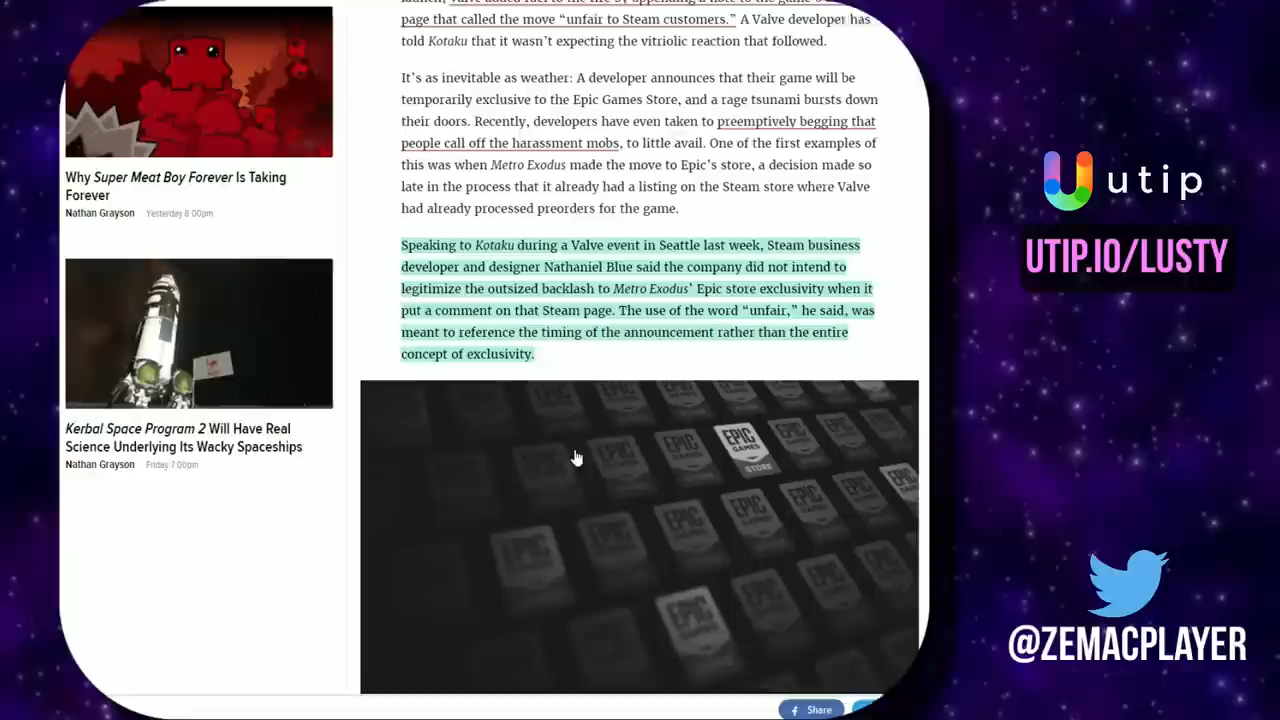 page that called the move “unfair to Steam customers.” A Valve developer has
told Kotaku that it wasn’t expecting the vitriolic reaction that followed.
It’s as inevitable as weather: A developer announces that their game will be
temporarily exclusive to the Epic Games Store, and a rage tsunami bursts down
their doors. Recently, developers have even taken to preemptively begging that
people call off the harassment mobs, to little avail. One of the first examples of
this was when Metro Exodus made the move to Epic’s store, a decision made so
late in the process that it already had a listing on the Steam store where Valve
had already processed preorders for the game.
Speaking to Kotaku during a Valve event in Seattle last week, Steam business
developer and designer Nathaniel Blue said the company did not intend to
legitimize the outsized backlash to Metro Exodus’ Epic store exclusivity when it
put a comment on that Steam page. The use of the word “unfair,” he said, was
meant to reference the timing of the announcement rather than the entire
concept of exclusivity.
Why Super Meat Boy Forever Is Taking
Forever
Nathan Grayson Yesterday 8:00pm
Kerbal Space Program 2 Will Have Real
Science Underlying Its Wacky Spaceships
Nathan Grayson Friday 7:00pm
EPIC
GAMES
STORE
Share
utip
UTIP.IO/LUSTY
@ZEMACPLAYER